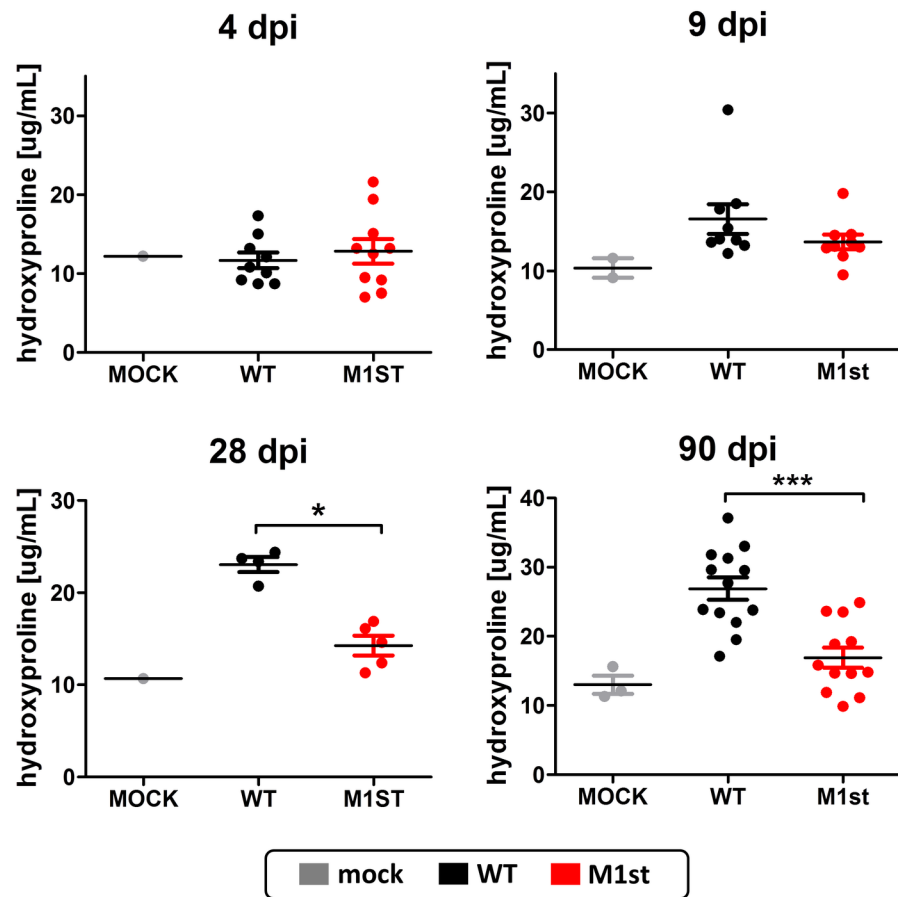 4 dpi
hydroxyproline [ug/mL]
30
20
10
0
MOCK WT M1ST
9 dpi
hydroxyproline [ug/mL]
30
20
10
0
MOCK WT M1st
28 dpi
hydroxyproline [ug/mL]
30
20
10
0
*
MOCK WT M1ST
90 dpi
hydroxyproline [ug/mL]
40
30
20
10
0
***
MOCK WT M1st
mock WT M1st